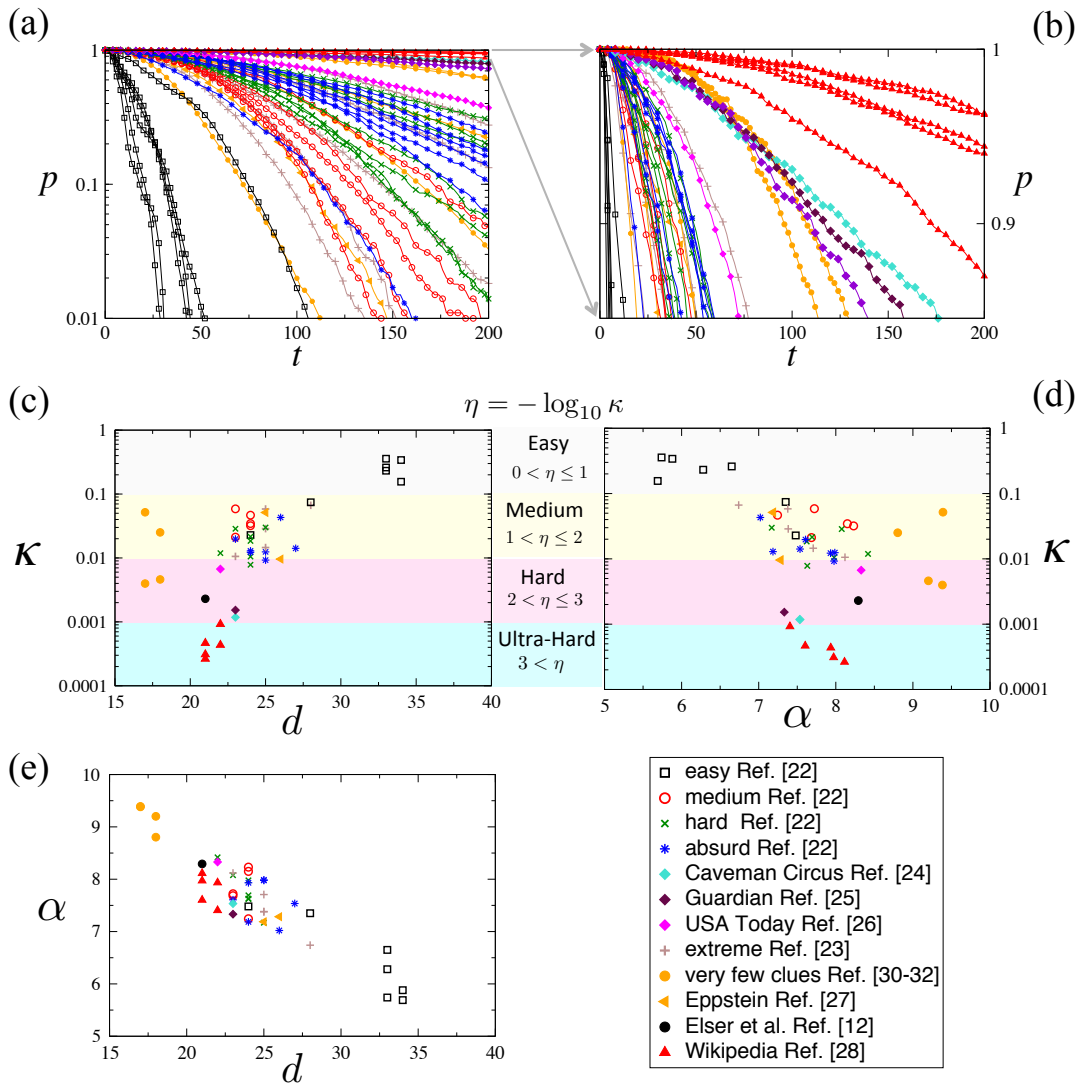 (a)
(b)
1
0.1
0.01
p
0 50 100 150 200
t
1
0.9
p
0 25 50 75 100 125 150 175 200
t
(c)
(d)
η = − log₁₀ κ
1
0.1
0.01
0.001
0.0001
κ
15 20 25 30 35 40
d
Easy
0 < η ≤ 1
Medium
1 < η ≤ 2
Hard
2 < η ≤ 3
Ultra-Hard
3 < η
1
0.1
0.01
0.001
0.0001
κ
5 6 7 8 9 10
α
(e)
10
9
8
7
6
5
α
15 20 25 30 35 40
d
easy Ref. [22]
medium Ref. [22]
hard Ref. [22]
absurd Ref. [22]
Caveman Circus Ref. [24]
Guardian Ref. [25]
USA Today Ref. [26]
extreme Ref. [23]
very few clues Ref. [30-32]
Eppstein Ref. [27]
Elser et al. Ref. [12]
Wikipedia Ref. [28]